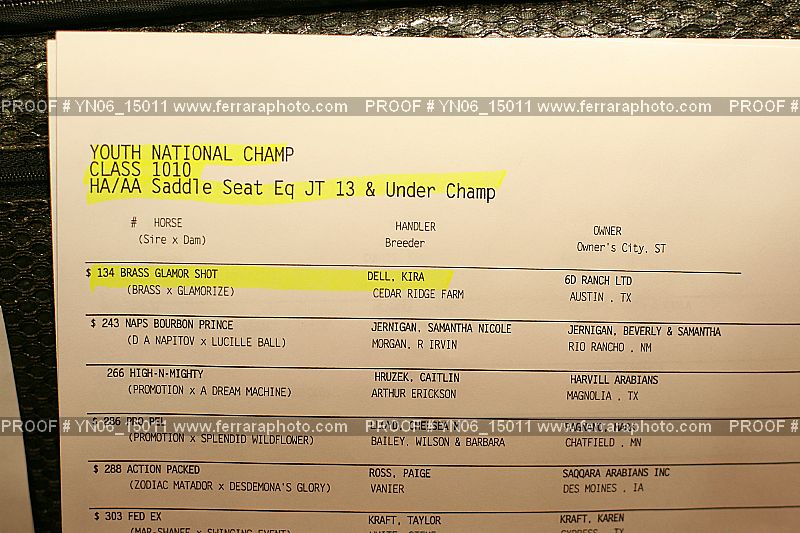 PROOF # YN06_15011 www.ferraraphoto.com PROOF # YN06_15011 www.ferraraphoto.com PROOF #
YOUTH NATIONAL CHAMP
CLASS 1010
HA/AA Saddle Seat Eq JT 13 & Under Champ
# HORSE HANDLER OWNER
(Sire x Dam) Breeder Owner's City, ST
$ 134 BRASS GLAMOR SHOT DELL, KIRA 6D RANCH LTD
(BRASS x GLAMORIZE) CEDAR RIDGE FARM AUSTIN , TX
$ 243 NAPS BOURBON PRINCE JERNIGAN, SAMANTHA NICOLE JERNIGAN, BEVERLY & SAMANTHA
(D A NAPITOV x LUCILLE BALL) MORGAN, R IRVIN RIO RANCHO , NM
266 HIGH-N-MIGHTY HRUZEK, CAITLIN HARVILL ARABIANS
(PROMOTION x A DREAM MACHINE) ARTHUR ERICKSON MAGNOLIA , TX
$ 286 PRO PEL
PROOF # YN06_15011 www.ferraraphoto.com PROOF # YN06_15011 www.ferraraphoto.com PROOF #
(PROMOTION x SPLENDID WILDFLOWER) BAILEY, WILSON & BARBARA CHATFIELD , MN
$ 288 ACTION PACKED ROSS, PAIGE SAQQARA ARABIANS INC
(ZODIAC MATADOR x DESDEMONA'S GLORY) VANIER DES MOINES , IA
$ 303 FED EX KRAFT, TAYLOR KRAFT, KAREN